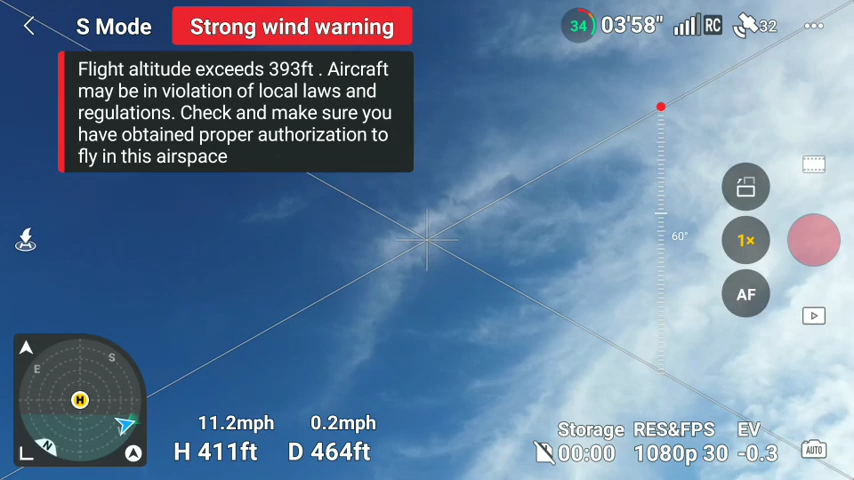 S Mode
Strong wind warning
34
03'58"
RC
32
Flight altitude exceeds 393ft . Aircraft
may be in violation of local laws and
regulations. Check and make sure you
have obtained proper authorization to
fly in this airspace
60°
1×
AF
S
E
H
N
11.2mph 0.2mph
H 411ft D 464ft
Storage RES&FPS EV
00:00 1080p 30 -0.3
AUTO
A